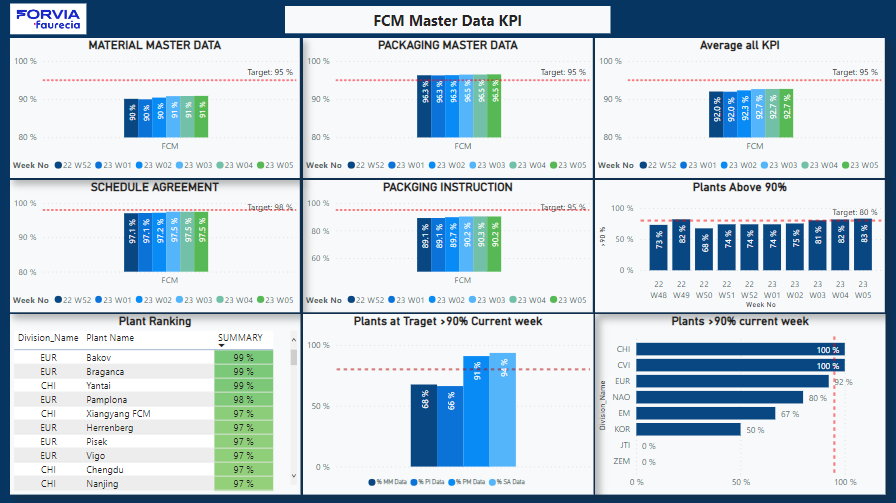 FORVIA
faurecia
FCM Master Data KPI
MATERIAL MASTER DATA
100 %
Target: 95 %
90 %
80 %
90 %
90 %
90 %
91 %
91 %
91 %
FCM
Week No 22 W52 23 W01 23 W02 23 W03 23 W04 23 W05
PACKAGING MASTER DATA
100 %
Target: 95 %
90 %
80 %
96.3 %
96.3 %
96.3 %
96.5 %
96.5 %
96.5 %
FCM
Week No 22 W52 23 W01 23 W02 23 W03 23 W04 23 W05
Average all KPI
100 %
Target: 95 %
90 %
80 %
92.0 %
92.0 %
92.3 %
92.7 %
92.7 %
92.7 %
FCM
Week No 22 W52 23 W01 23 W02 23 W03 23 W04 23 W05
SCHEDULE AGREEMENT
100 %
Target: 98 %
90 %
80 %
97.1 %
97.1 %
97.2 %
97.5 %
97.5 %
97.5 %
FCM
Week No 22 W52 23 W01 23 W02 23 W03 23 W04 23 W05
PACKGING INSTRUCTION
100 %
Target: 95 %
80 %
60 %
89.1 %
89.1 %
89.7 %
90.2 %
90.3 %
90.2 %
FCM
Week No 22 W52 23 W01 23 W02 23 W03 23 W04 23 W05
Plants Above 90%
100 %
Target: 80 %
50 %
0 %
>90 %
73 %
82 %
68 %
74 %
74 %
75 %
81 %
82 %
83 %
22 22 22 22 22 23 23 23 23 23
W48 W49 W50 W51 W52 W01 W02 W03 W04 W05
Week No
Plant Ranking
Division_Name Plant Name SUMMARY
EUR Bakov 99 %
EUR Braganca 99 %
CHI Yantai 99 %
EUR Pamplona 98 %
CHI Xiangyang FCM 97 %
EUR Herrenberg 97 %
EUR Pisek 97 %
EUR Vigo 97 %
CHI Chengdu 97 %
CHI Nanjing 97 %
Plants at Traget >90% Current week
100 %
50 %
0 %
68 %
66 %
91 %
94 %
% MM Data % PI Data % PM Data % SA Data
Plants >90% current week
Division_Name
CHI 100 %
CVI 100 %
EUR 92 %
NAO 80 %
EM 67 %
KOR 50 %
JTI 0 %
ZEM 0 %
0 % 50 % 100 %